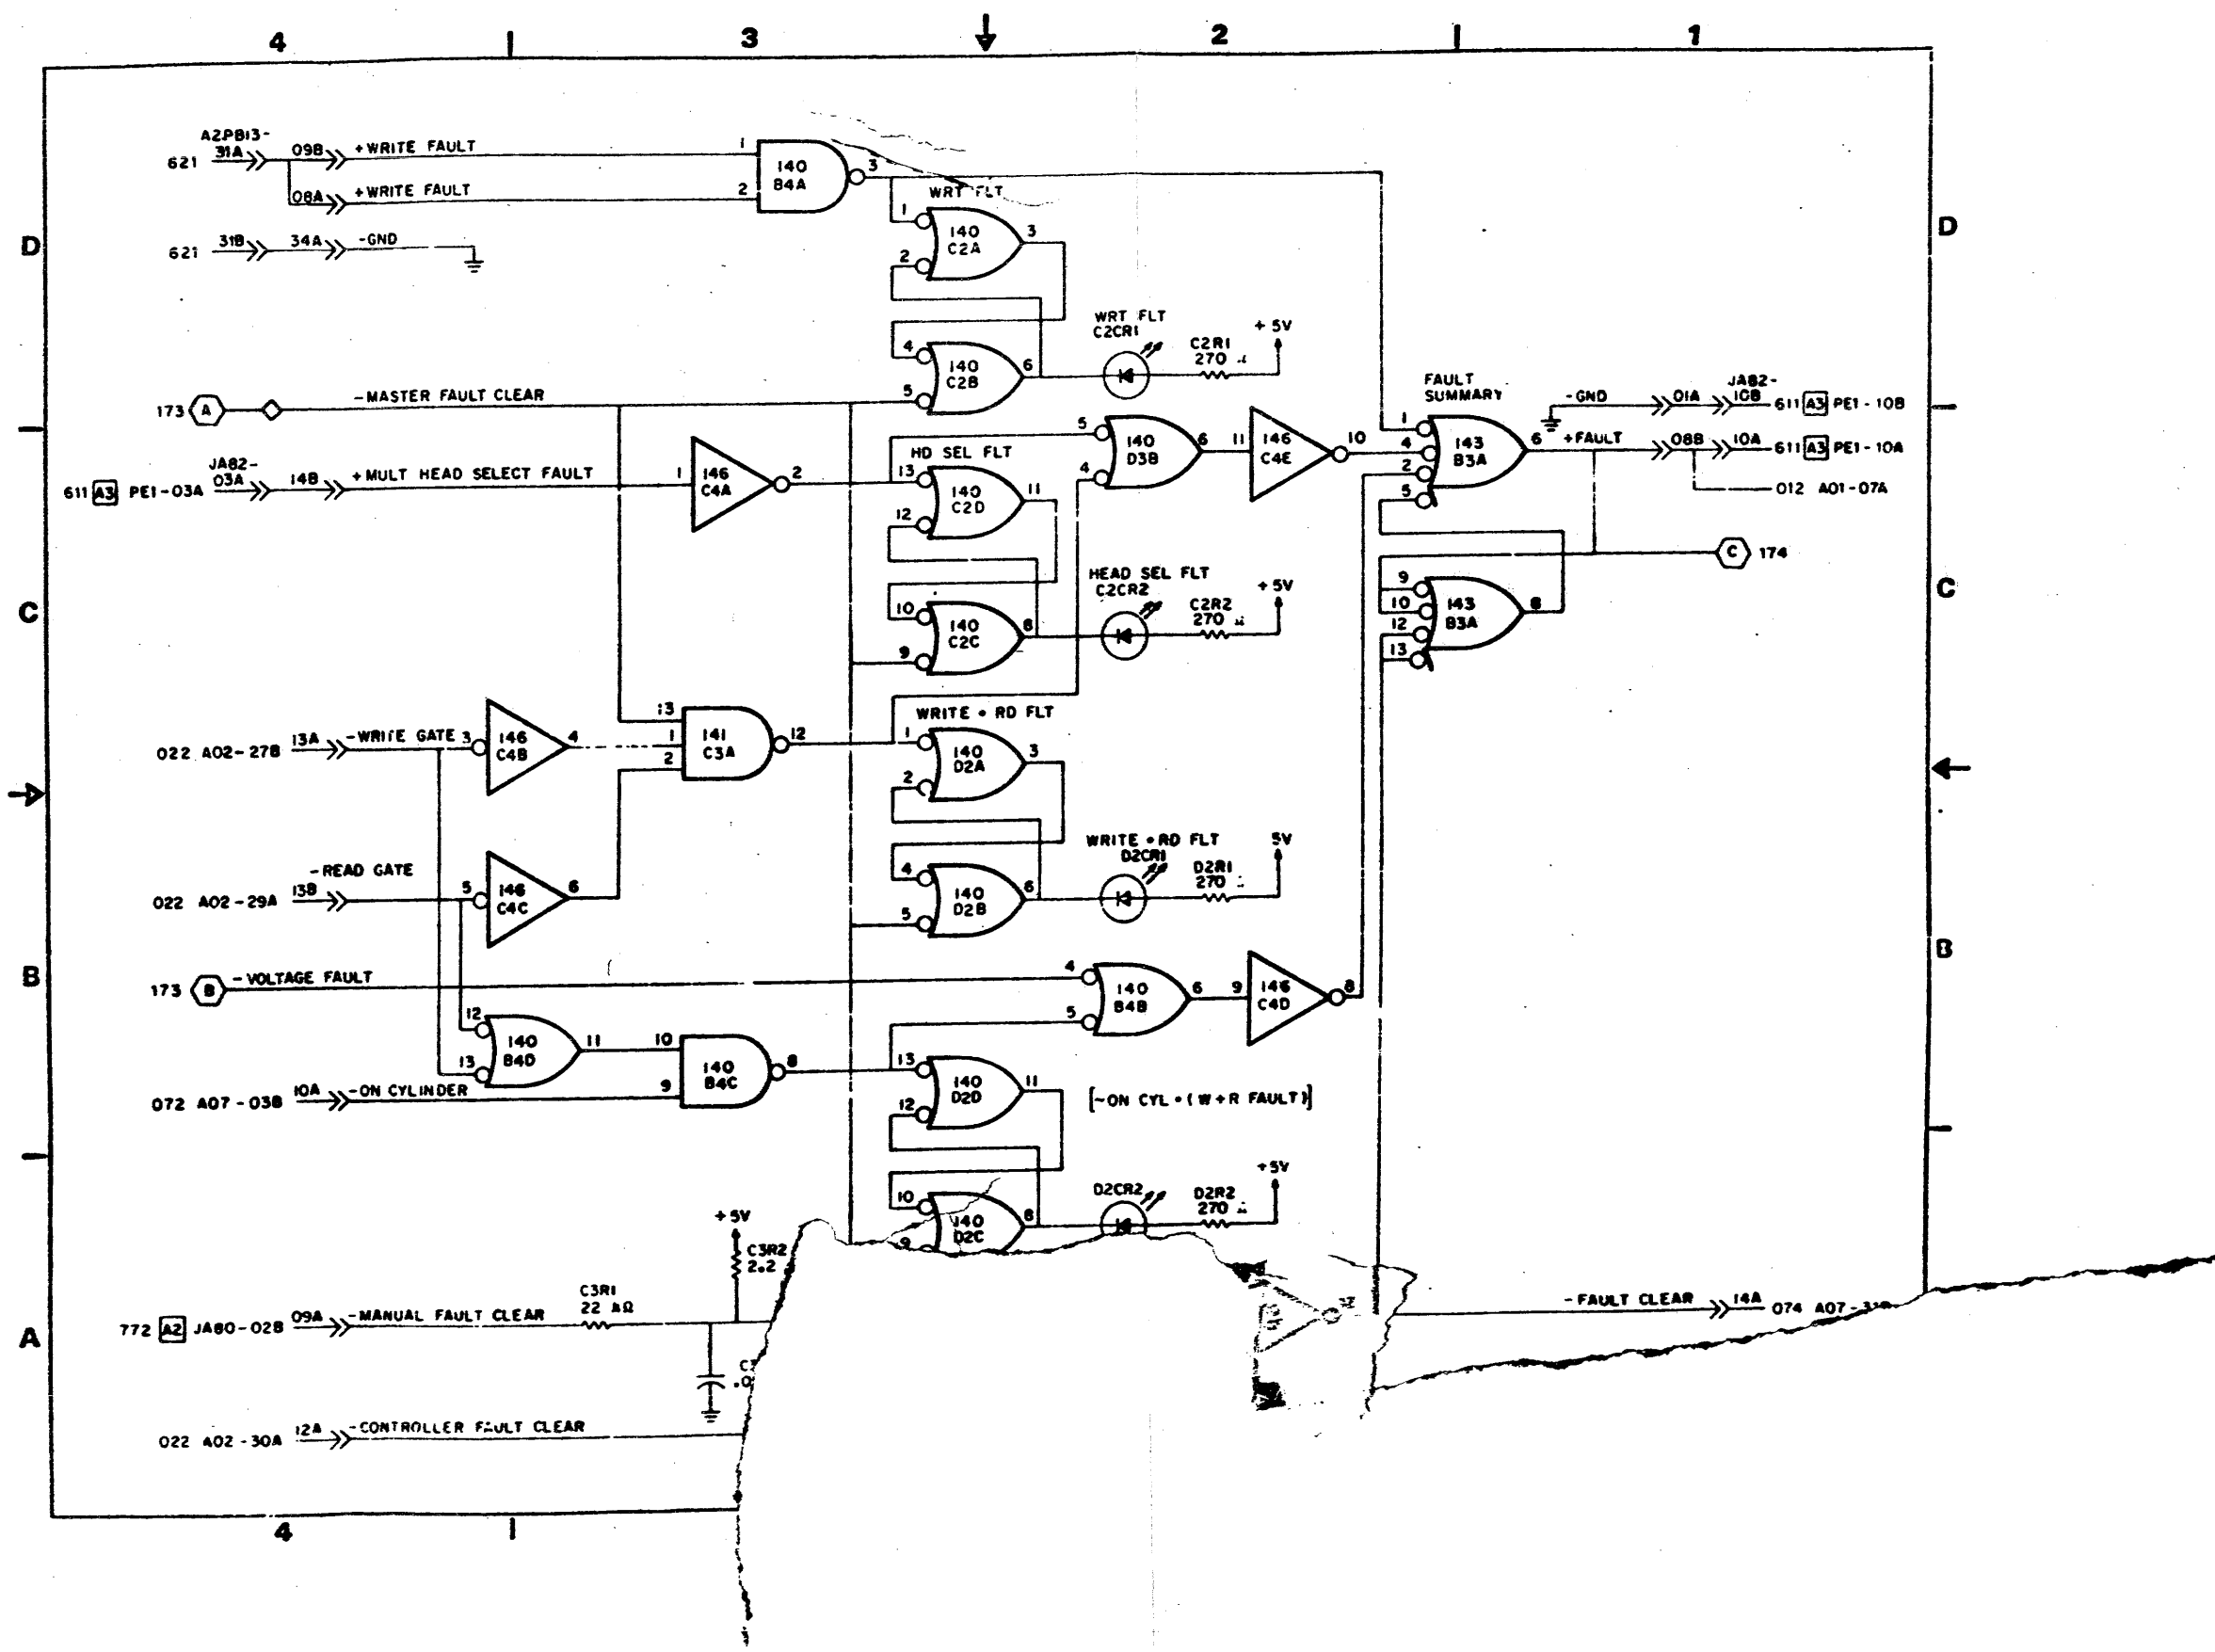 4 3 2 1
A2PB13-
621 31A 09B +WRITE FAULT 1 140 B4A 3
08A +WRITE FAULT 2
WRT FLT
D D
621 31B 34A -GND
1 140 C2A 3
2
WRT FLT
C2CR1
C2R1
270
+5V
4 140 C2B 6
5
173 A -MASTER FAULT CLEAR
FAULT
SUMMARY
-GND 01A JA82-
10B 611 A3 PE1-10B
1 143 B3A 6 +FAULT 08B 10A 611 A3 PE1-10A
4
2
5
012 A01-07A
5 140 D3B 6 11 146 C4E 10
4
HD SEL FLT
JA82-
611 A3 PE1-03A 03A 14B +MULT HEAD SELECT FAULT 1 146 C4A 2
13 140 C2D 11
12
C 174
HEAD SEL FLT
C2CR2
C2R2
270
+5V
9 143 B3A 8
10
12
13
C C
10 140 C2C 8
9
WRITE • RD FLT
13 141 C3A 12
1
2
022 A02-27B 13A -WRITE GATE 3 146 C4B 4
1 140 D2A 3
2
WRITE • RD FLT
D2CR1
D2R1
270
5V
-READ GATE
022 A02-29A 13B 5 146 C4C 6
4 140 D2B 6
5
B B
173 B -VOLTAGE FAULT
4 140 B4B 6 9 146 C4D 8
5
12 140 B4D 11
13
10 140 B4C 8
9
072 A07-03B 10A -ON CYLINDER
13 140 D2D 11
12
[-ON CYL • (W+R FAULT)]
10 140 D2C 8
9
D2CR2
D2R2
270
+5V
+5V
C3R2
2.2
C3R1
22
772 A2 JA80-02B 09A -MANUAL FAULT CLEAR
A
-FAULT CLEAR 14A 074
022 A02-30A 12A -CONTROLLER FAULT CLEAR
4